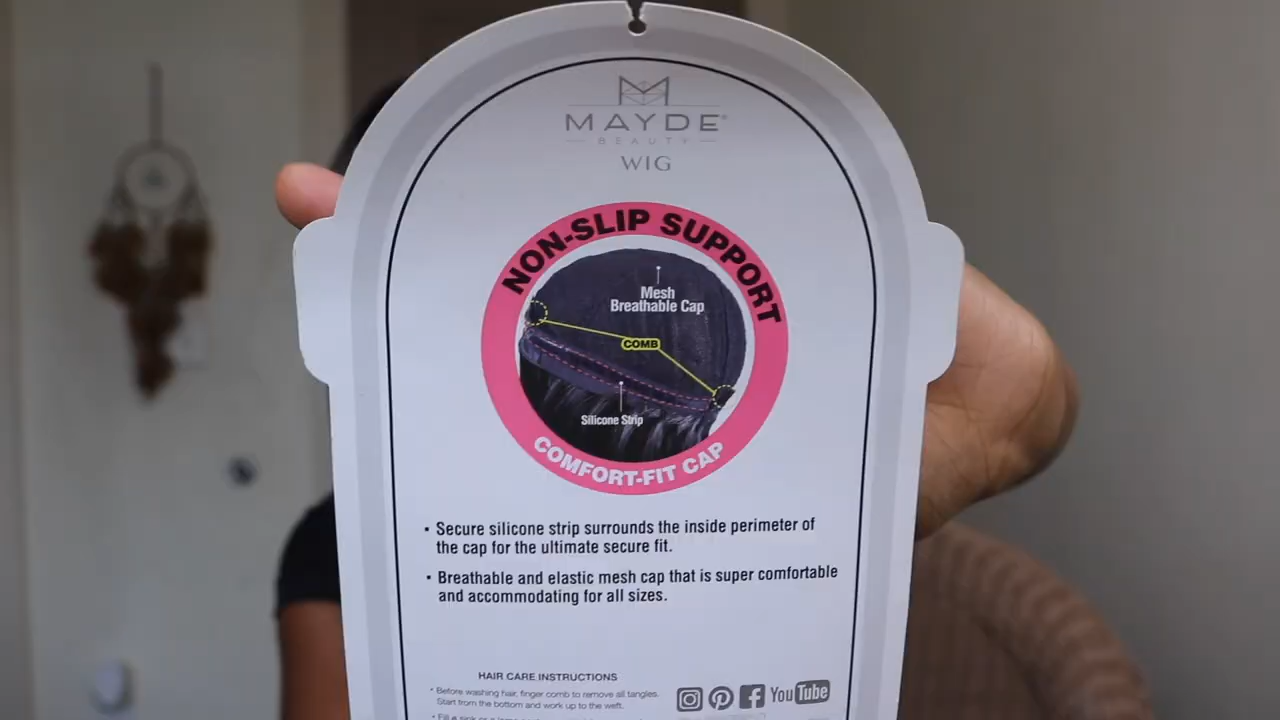 MAYDE
BEAUTY
WIG
NON-SLIP SUPPORT
Mesh
Breathable Cap
COMB
Silicone Strip
COMFORT-FIT CAP
• Secure silicone strip surrounds the inside perimeter of
the cap for the ultimate secure fit.
• Breathable and elastic mesh cap that is super comfortable
and accommodating for all sizes.
HAIR CARE INSTRUCTIONS
• Before washing hair, finger comb to remove all tangles.
Start from the bottom and work up to the weft.
YouTube